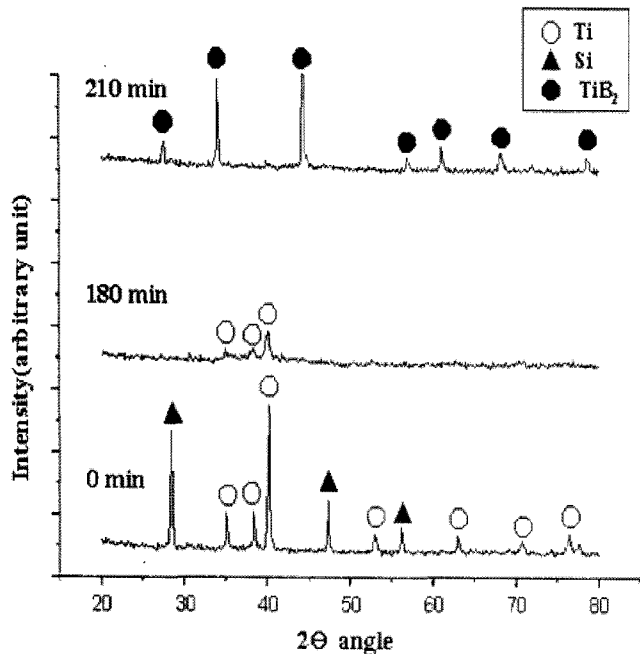 Ti
Si
TiB₂
210 min
180 min
0 min
Intensity(arbitrary unit)
20 30 40 50 60 70 80
2Θ angle